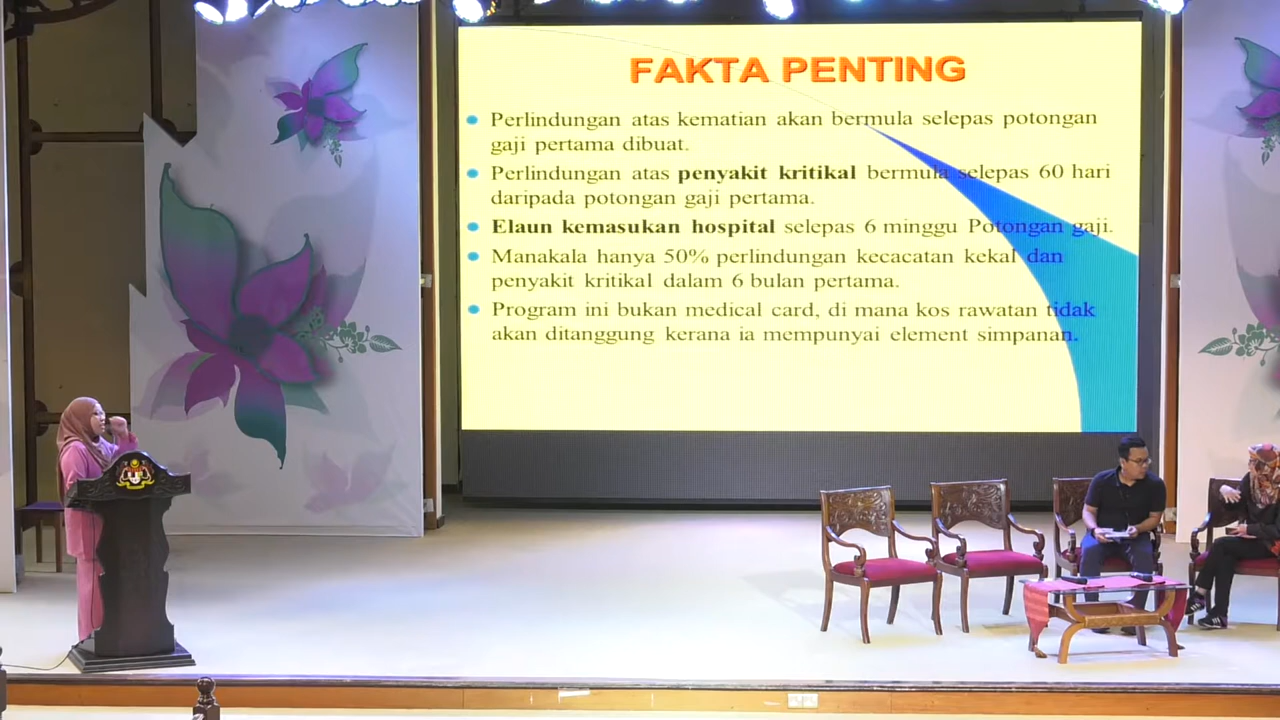 FAKTA PENTING
Perlindungan atas kematian akan bermula selepas potongan
gaji pertama dibuat.
Perlindungan atas penyakit kritikal bermula selepas 60 hari
daripada potongan gaji pertama.
Elaun kemasukan hospital selepas 6 minggu Potongan gaji.
Manakala hanya 50% perlindungan kecacatan kekal dan
penyakit kritikal dalam 6 bulan pertama.
Program ini bukan medical card, di mana kos rawatan tidak
akan ditanggung kerana ia mempunyai element simpanan.